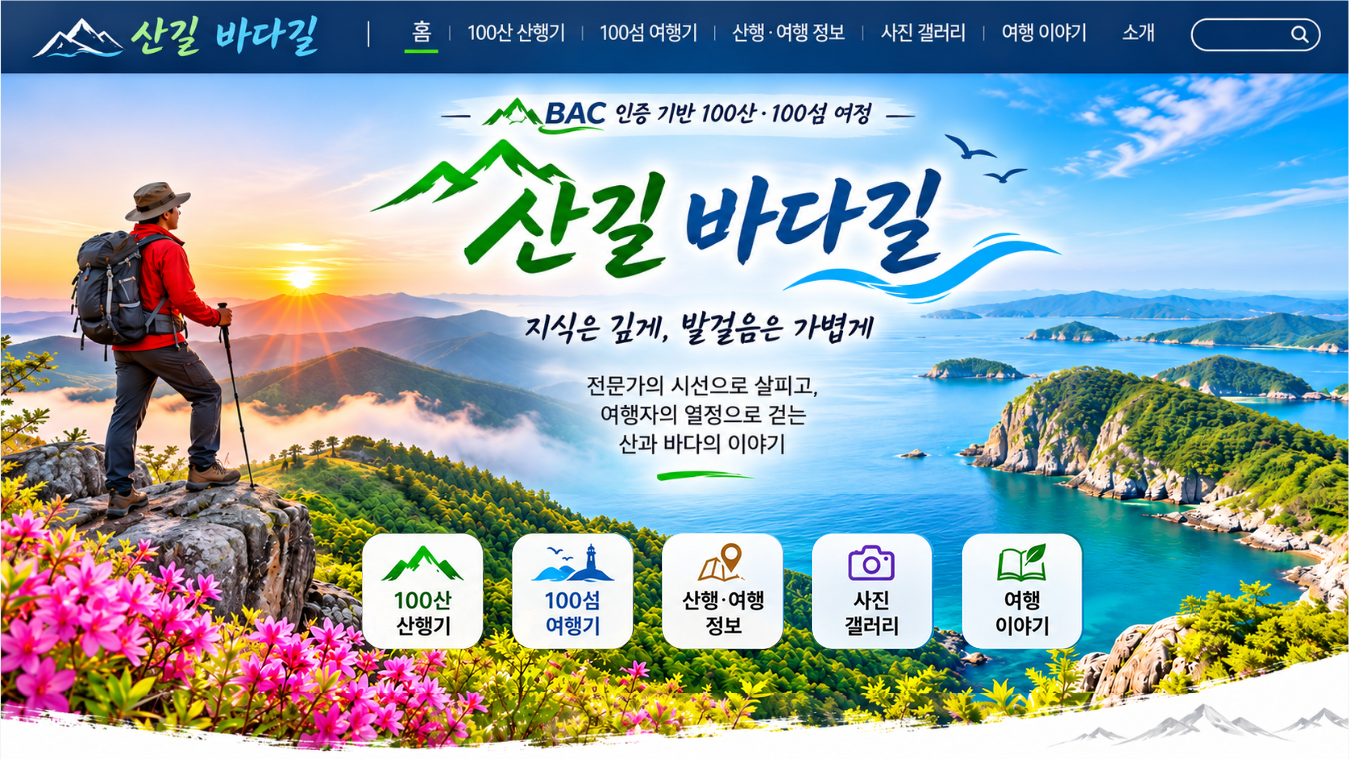 산길 바다길
홈
100산 산행기
100섬 여행기
산행·여행 정보
사진 갤러리
여행 이야기
소개
BAC 인증 기반 100산·100섬 여정
산길 바다길
지식은 깊게, 발걸음은 가볍게
전문가의 시선으로 살피고,
여행자의 열정으로 걷는
산과 바다의 이야기
100산
산행기
100섬
여행기
산행·여행
정보
사진
갤러리
여행
이야기